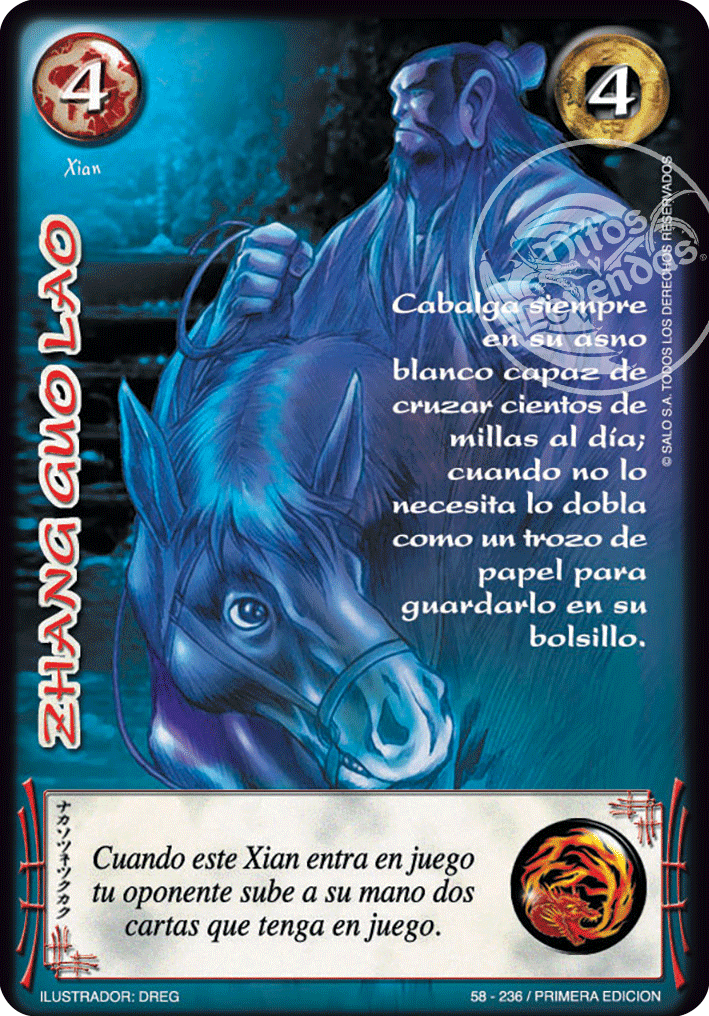 4
4
Xian
ZHANG GUO LAO
Mitos
y
Leyendas®
© SALO S.A. TODOS LOS DERECHOS RESERVADOS
Cabalga siempre
en su asno
blanco capaz de
cruzar cientos de
millas al día;
cuando no lo
necesita lo dobla
como un trozo de
papel para
guardarlo en su
bolsillo.
ナカソツネツクカク
Cuando este Xian entra en juego
tu oponente sube a su mano dos
cartas que tenga en juego.
ILUSTRADOR: DREG
58 - 236 / PRIMERA EDICION